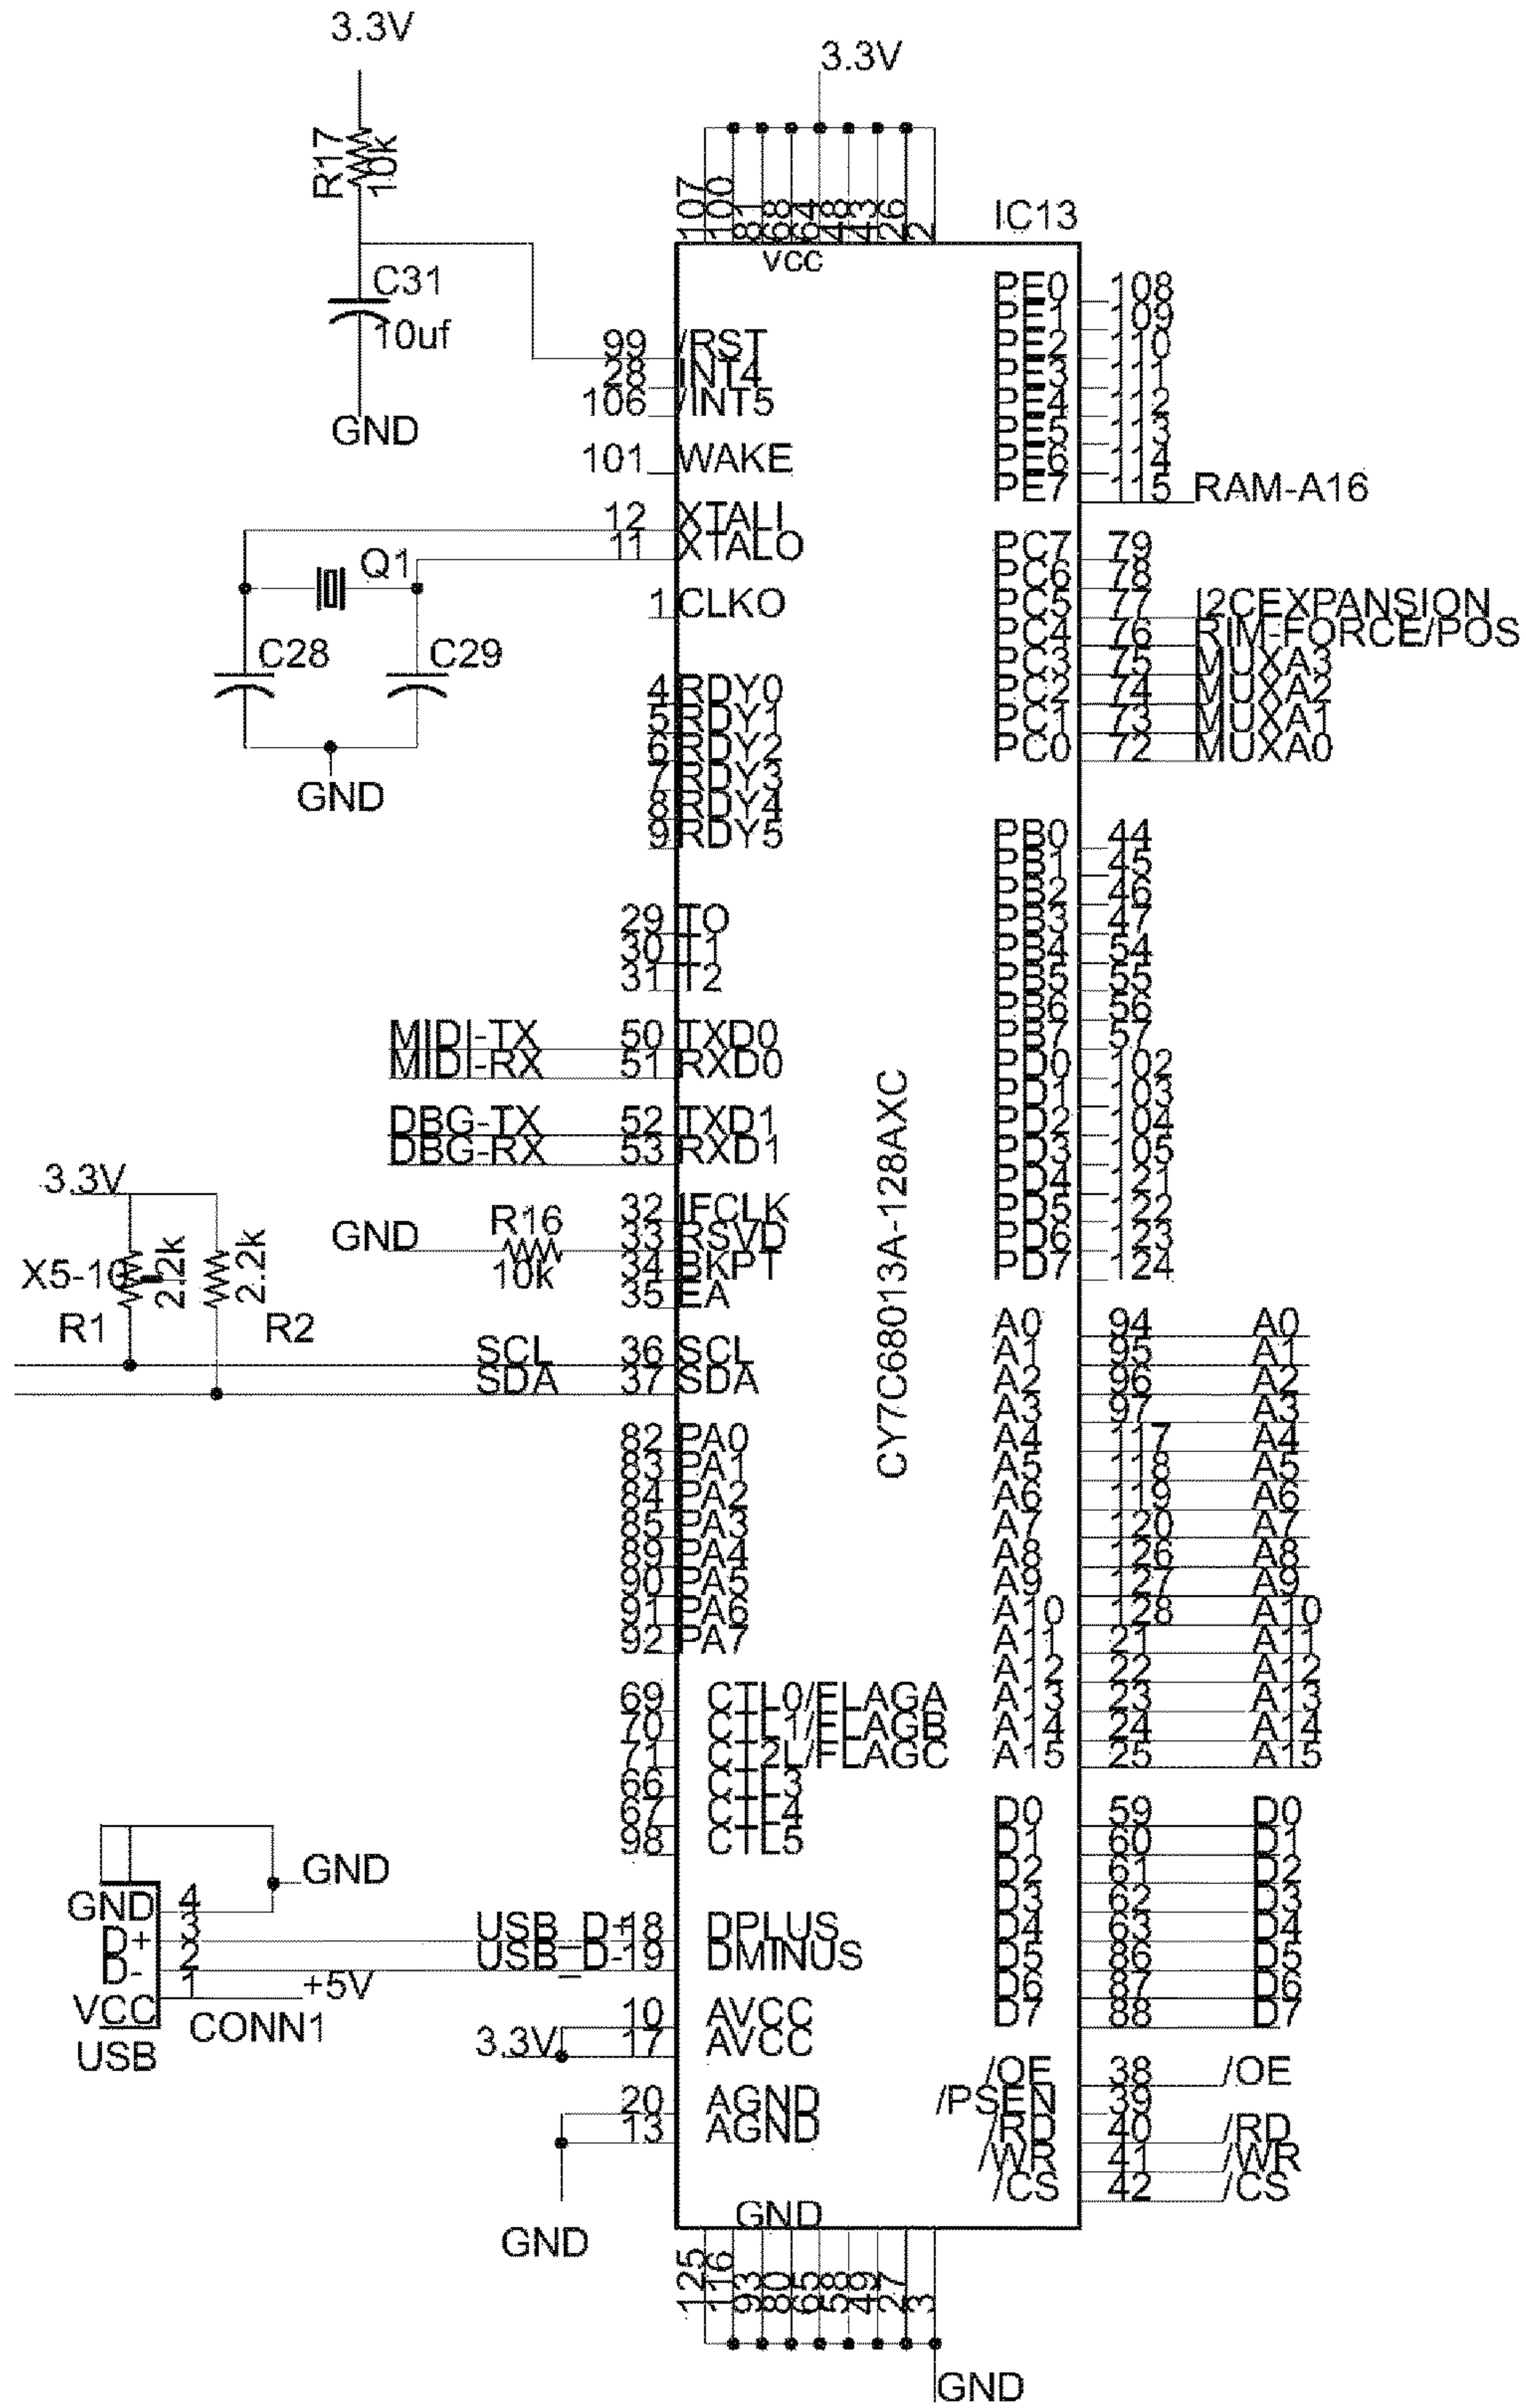 3.3V
3.3V
R17
10k
C31
10uf
GND
107
100
81
68
64
48
43
26
2
IC13
vcc
99 /RST
28 INT4
106 /INT5
101 WAKE
12 XTALI
11 XTALO
Q1
1 CLKO
C28
C29
GND
4 RDY0
5 RDY1
6 RDY2
7 RDY3
8 RDY4
9 RDY5
29 TO
30 T1
31 T2
MIDI-TX 50 TXD0
MIDI-RX 51 RXD0
DBG-TX 52 TXD1
DBG-RX 53 RXD1
32 IFCLK
GND R16 10k 33 RSVD
34 BKPT
35 EA
3.3V
X5-10
2.2k
2.2k
R1
R2
SCL 36 SCL
SDA 37 SDA
82 PA0
83 PA1
84 PA2
85 PA3
89 PA4
90 PA5
91 PA6
92 PA7
69 CTL0/FLAGA
70 CTL1/FLAGB
71 CT2L/FLAGC
66 CTL3
67 CTL4
98 CTL5
GND
GND 4
D+ 3
D- 2
VCC 1
+5V
CONN1
USB
USB_D+ 18 DPLUS
USB_D- 19 DMINUS
10 AVCC
3.3V 17 AVCC
20 AGND
13 AGND
GND
CY7C68013A-128AXC
PE0 108
PE1 109
PE2 110
PE3 111
PE4 112
PE5 113
PE6 114
PE7 115 RAM-A16
PC7 79
PC6 78
PC5 77 I2CEXPANSION
PC4 76 RIM-FORCE/POS
PC3 75 MUXA3
PC2 74 MUXA2
PC1 73 MUXA1
PC0 72 MUXA0
PB0 44
PB1 45
PB2 46
PB3 47
PB4 54
PB5 55
PB6 56
PB7 57
PD0 102
PD1 103
PD2 104
PD3 105
PD4 121
PD5 122
PD6 123
PD7 124
A0 94 A0
A1 95 A1
A2 96 A2
A3 97 A3
A4 117 A4
A5 118 A5
A6 119 A6
A7 120 A7
A8 126 A8
A9 127 A9
A10 128 A10
A11 21 A11
A12 22 A12
A13 23 A13
A14 24 A14
A15 25 A15
D0 59 D0
D1 60 D1
D2 61 D2
D3 62 D3
D4 63 D4
D5 86 D5
D6 87 D6
D7 88 D7
/OE 38 /OE
/PSEN 39
/RD 40 /RD
/WR 41 /WR
/CS 42 /CS
GND
125
116
93
80
65
58
49
27
3
GND